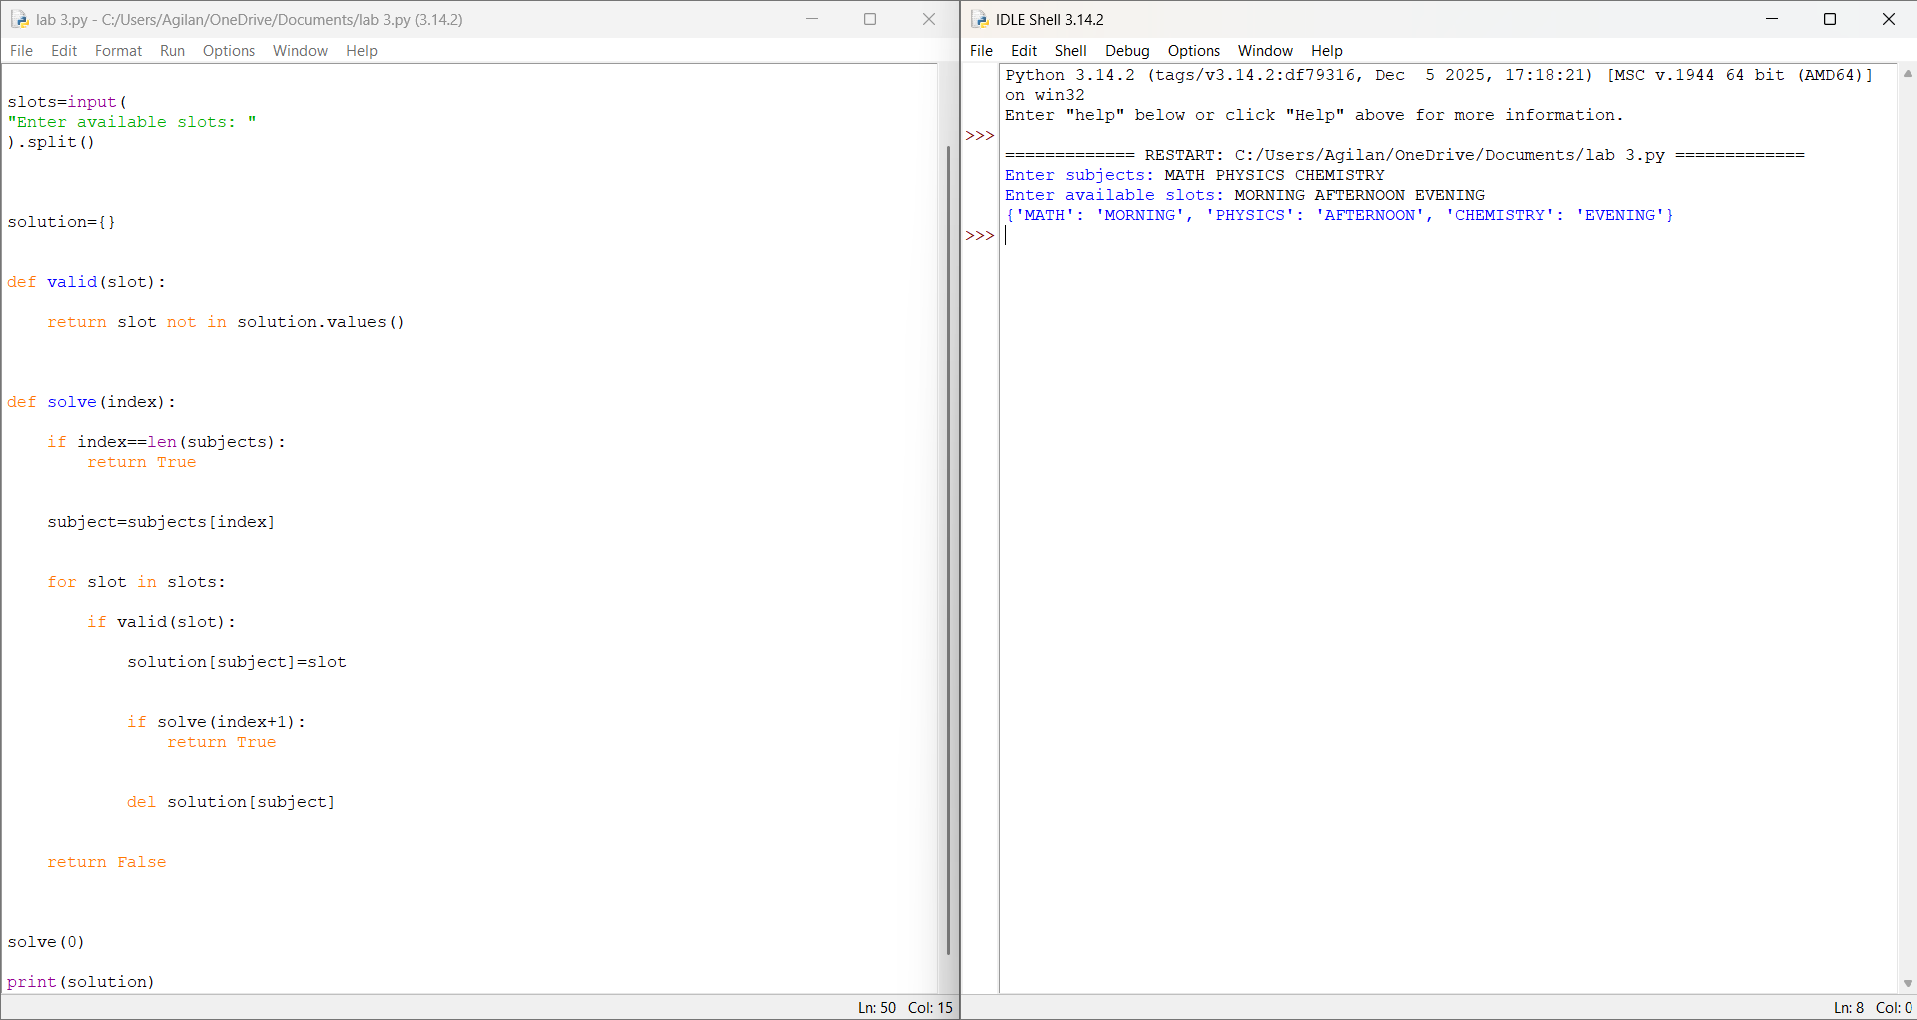 lab 3.py - C:/Users/Agilan/OneDrive/Documents/lab 3.py (3.14.2)
File Edit Format Run Options Window Help
slots=input(
"Enter available slots: "
).split()
solution={}
def valid(slot):
    return slot not in solution.values()
def solve(index):
    if index==len(subjects):
        return True
    subject=subjects[index]
    for slot in slots:
        if valid(slot):
            solution[subject]=slot
            if solve(index+1):
                return True
            del solution[subject]
    return False
solve(0)
print(solution)
Ln: 50 Col: 15
IDLE Shell 3.14.2
File Edit Shell Debug Options Window Help
Python 3.14.2 (tags/v3.14.2:df79316, Dec  5 2025, 17:18:21) [MSC v.1944 64 bit (AMD64)]
on win32
Enter "help" below or click "Help" above for more information.
>>>
============= RESTART: C:/Users/Agilan/OneDrive/Documents/lab 3.py =============
Enter subjects: MATH PHYSICS CHEMISTRY
Enter available slots: MORNING AFTERNOON EVENING
{'MATH': 'MORNING', 'PHYSICS': 'AFTERNOON', 'CHEMISTRY': 'EVENING'}
>>>
Ln: 8 Col: 0